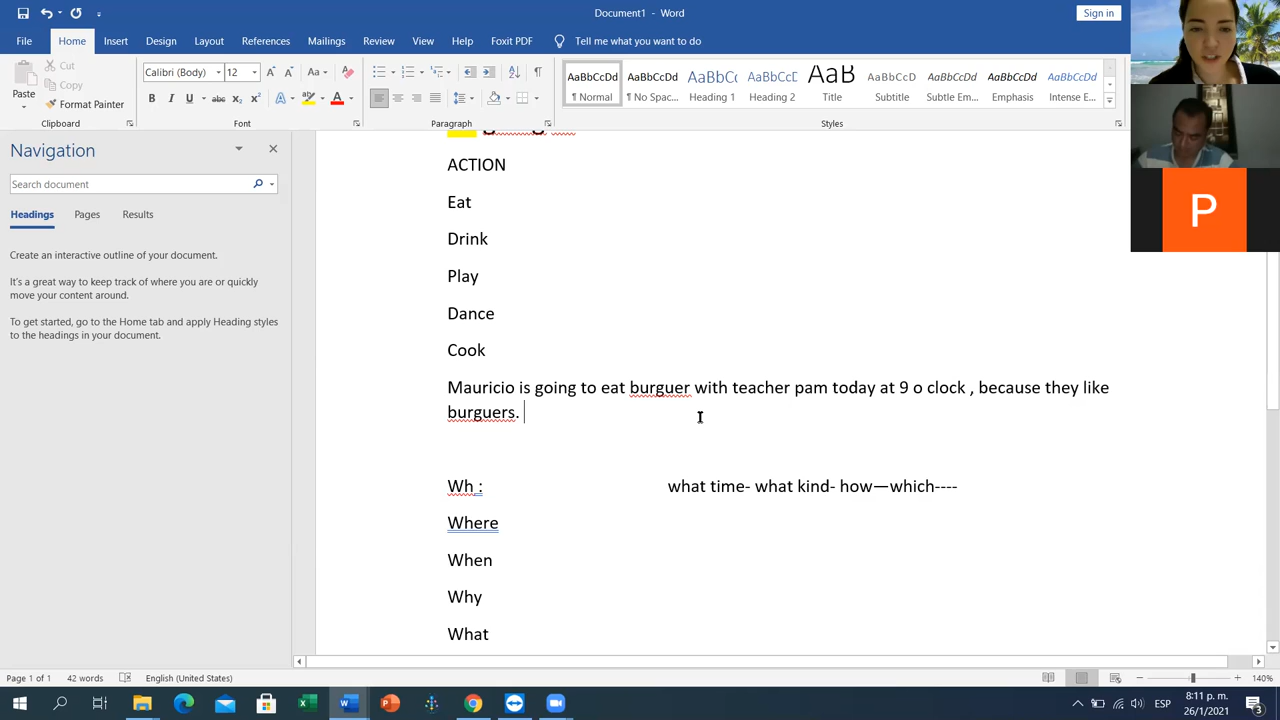 Document1 - Word
Sign in
File Home Insert Design Layout References Mailings Review View Help Foxit PDF Tell me what you want to do
Cut
Copy
Paste
Format Painter
Calibri (Body) 12
Aa
B I U abc X₂ X² A A
AaBbCcDd AaBbCcDd AaBbC( AaBbCcC AaB AaBbCcD AaBbCcDd AaBbCcDd AaBbCcDd
¶ Normal ¶ No Spac... Heading 1 Heading 2 Title Subtitle Subtle Em... Emphasis Intense E...
Clipboard Font Paragraph Styles
Navigation
Search document
Headings Pages Results
Create an interactive outline of your document.
It's a great way to keep track of where you are or quickly
move your content around.
To get started, go to the Home tab and apply Heading styles
to the headings in your document.
ACTION
Eat
Drink
Play
Dance
Cook
Mauricio is going to eat burguer with teacher pam today at 9 o clock , because they like
burguers.
Wh : what time- what kind- how—which----
Where
When
Why
What
P
Page 1 of 1 42 words English (United States) 140%
ESP 8:11 p. m.
26/1/2021
3